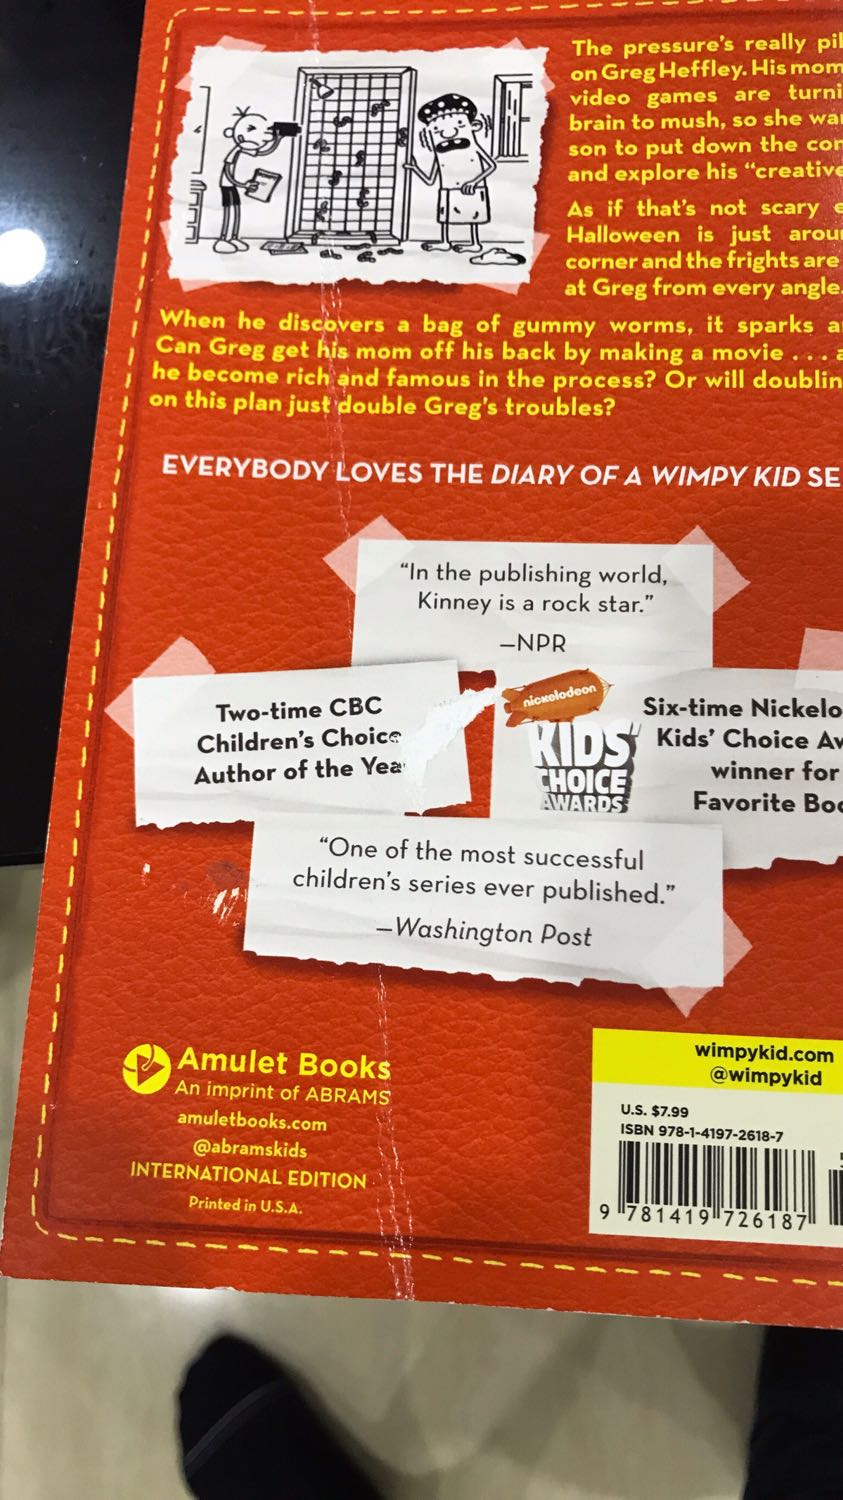 The pressure's really pil
on Greg Heffley. His mom
video games are turni
brain to mush, so she wa
son to put down the con
and explore his "creative
As if that's not scary e
Halloween is just arou
corner and the frights are
at Greg from every angle.
When he discovers a bag of gummy worms, it sparks a
Can Greg get his mom off his back by making a movie . . . a
he become rich and famous in the process? Or will doublin
on this plan just double Greg's troubles?
EVERYBODY LOVES THE DIARY OF A WIMPY KID SE
"In the publishing world,
Kinney is a rock star."
—NPR
Two-time CBC
Children's Choice
Author of the Yea
nickelodeon
KIDS'
CHOICE
AWARDS
Six-time Nickelo
Kids' Choice Aw
winner for
Favorite Boo
"One of the most successful
children's series ever published."
—Washington Post
Amulet Books
An imprint of ABRAMS
amuletbooks.com
@abramskids
INTERNATIONAL EDITION
Printed in U.S.A.
wimpykid.com
@wimpykid
U.S. $7.99
ISBN 978-1-4197-2618-7
9 781419 726187